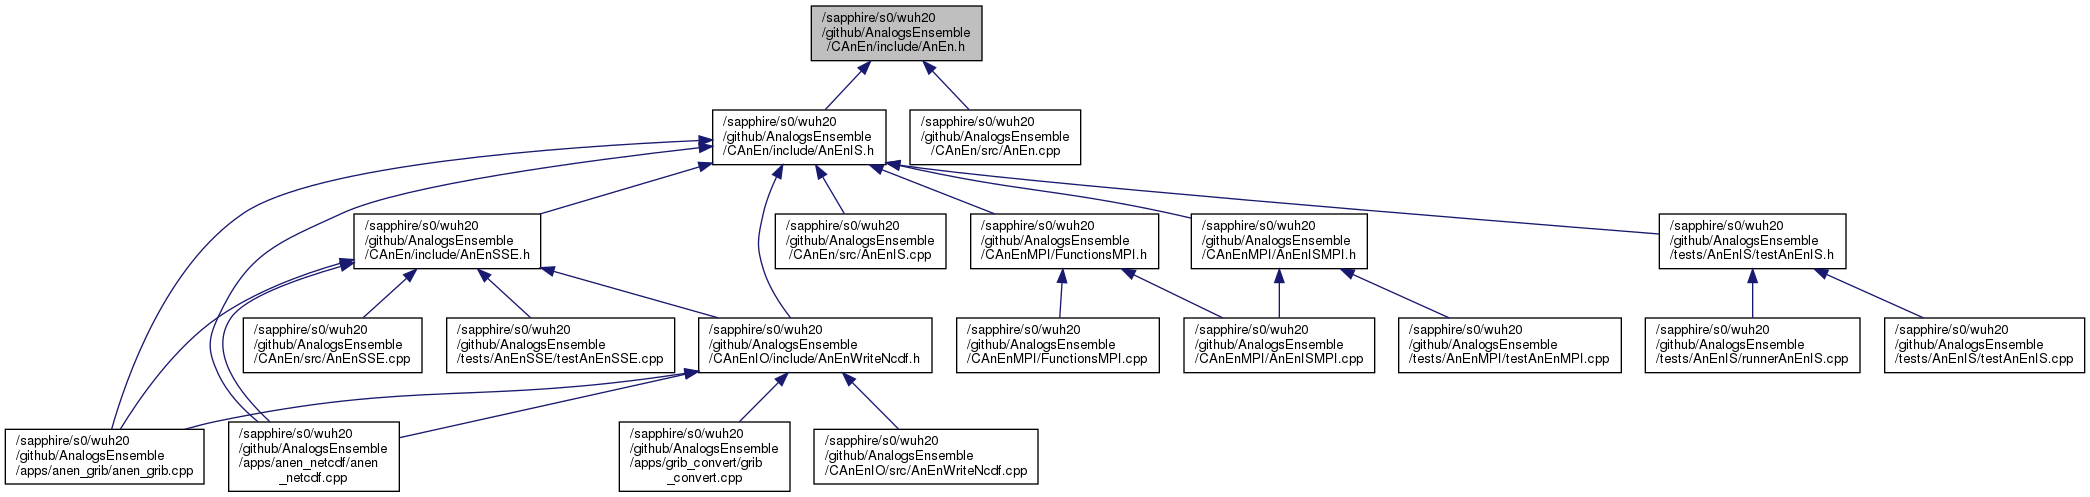 /sapphire/s0/wuh20
/github/AnalogsEnsemble
/CAnEn/include/AnEn.h
/sapphire/s0/wuh20
/github/AnalogsEnsemble
/CAnEn/include/AnEnIS.h
/sapphire/s0/wuh20
/github/AnalogsEnsemble
/CAnEn/src/AnEn.cpp
/sapphire/s0/wuh20
/github/AnalogsEnsemble
/CAnEn/include/AnEnSSE.h
/sapphire/s0/wuh20
/github/AnalogsEnsemble
/CAnEn/src/AnEnIS.cpp
/sapphire/s0/wuh20
/github/AnalogsEnsemble
/CAnEnMPI/FunctionsMPI.h
/sapphire/s0/wuh20
/github/AnalogsEnsemble
/CAnEnMPI/AnEnISMPI.h
/sapphire/s0/wuh20
/github/AnalogsEnsemble
/tests/AnEnIS/testAnEnIS.h
/sapphire/s0/wuh20
/github/AnalogsEnsemble
/CAnEn/src/AnEnSSE.cpp
/sapphire/s0/wuh20
/github/AnalogsEnsemble
/tests/AnEnSSE/testAnEnSSE.cpp
/sapphire/s0/wuh20
/github/AnalogsEnsemble
/CAnEnIO/include/AnEnWriteNcdf.h
/sapphire/s0/wuh20
/github/AnalogsEnsemble
/CAnEnMPI/FunctionsMPI.cpp
/sapphire/s0/wuh20
/github/AnalogsEnsemble
/CAnEnMPI/AnEnISMPI.cpp
/sapphire/s0/wuh20
/github/AnalogsEnsemble
/tests/AnEnMPI/testAnEnMPI.cpp
/sapphire/s0/wuh20
/github/AnalogsEnsemble
/tests/AnEnIS/runnerAnEnIS.cpp
/sapphire/s0/wuh20
/github/AnalogsEnsemble
/tests/AnEnIS/testAnEnIS.cpp
/sapphire/s0/wuh20
/github/AnalogsEnsemble
/apps/anen_grib/anen_grib.cpp
/sapphire/s0/wuh20
/github/AnalogsEnsemble
/apps/anen_netcdf/anen
_netcdf.cpp
/sapphire/s0/wuh20
/github/AnalogsEnsemble
/apps/grib_convert/grib
_convert.cpp
/sapphire/s0/wuh20
/github/AnalogsEnsemble
/CAnEnIO/src/AnEnWriteNcdf.cpp